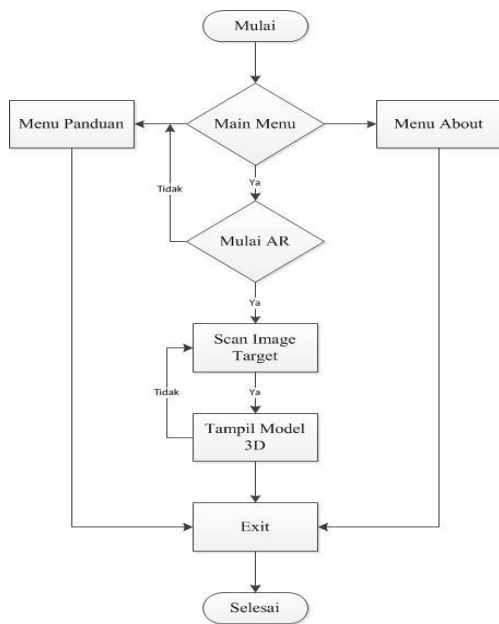 Mulai
Menu Panduan
Main Menu
Menu About
Tidak
Ya
Mulai AR
Ya
Scan Image
Target
Tidak
Ya
Tampil Model
3D
Exit
Selesai